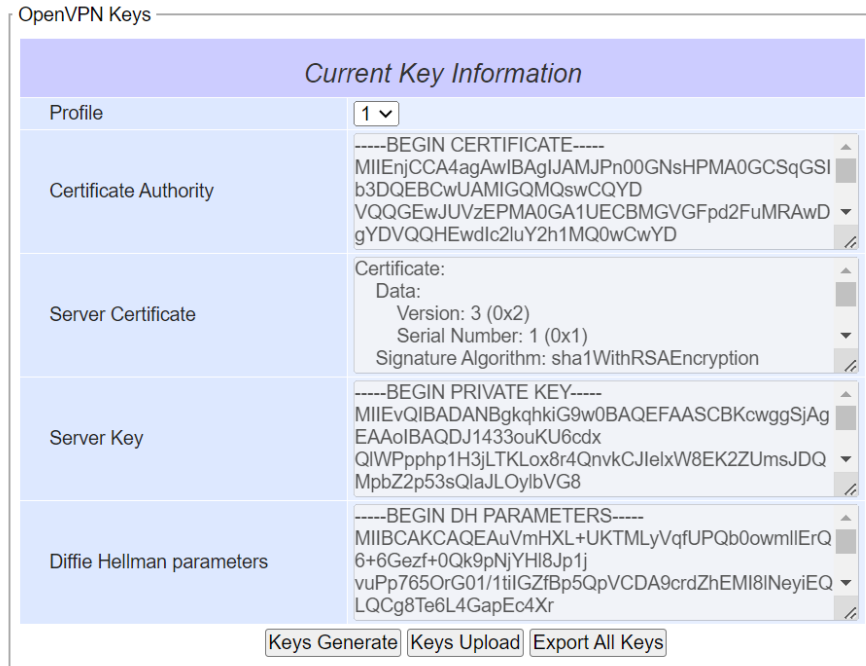 OpenVPN Keys
Current Key Information
Profile
1
Certificate Authority
-----BEGIN CERTIFICATE-----
MIIEnjCCA4agAwIBAgIJAMJPn00GNsHPMA0GCSqGSI
b3DQEBCwUAMIGQMQswCQYD
VQQGEwJUVzEPMA0GA1UECBMGVGFpd2FuMRAwD
gYDVQQHEwdIc2luY2h1MQ0wCwYD
Server Certificate
Certificate:
Data:
Version: 3 (0x2)
Serial Number: 1 (0x1)
Signature Algorithm: sha1WithRSAEncryption
Server Key
-----BEGIN PRIVATE KEY-----
MIIEvQIBADANBgkqhkiG9w0BAQEFAASCBKcwggSjAg
EAAoIBAQDJ1433ouKU6cdx
QlWPpphp1H3jLTKLox8r4QnvkCJIelxW8EK2ZUmsJDQ
MpbZ2p53sQlaJLOylbVG8
Diffie Hellman parameters
-----BEGIN DH PARAMETERS-----
MIIBCAKCAQEAuVmHXL+UKTMLyVqfUPQb0owmllErQ
6+6Gezf+0Qk9pNjYHl8Jp1j
vuPp765OrG01/1tiIGZfBp5QpVCDA9crdZhEMI8lNeyiEQ
LQCg8Te6L4GapEc4Xr
Keys Generate Keys Upload Export All Keys